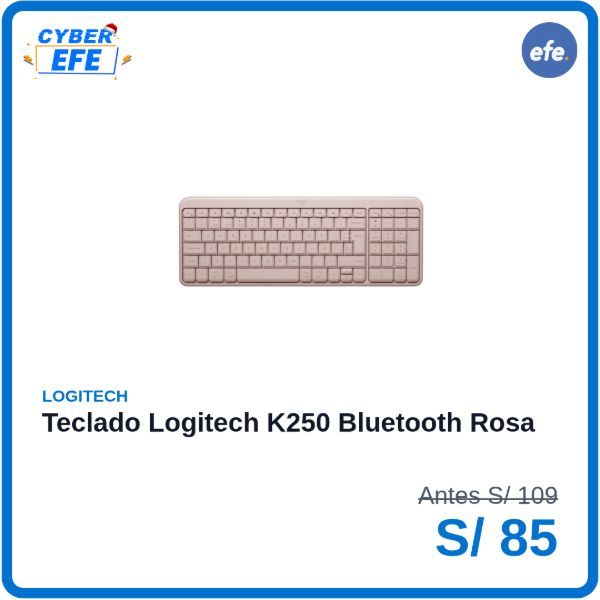 CYBER
EFE
efe.
LOGITECH
Teclado Logitech K250 Bluetooth Rosa
Antes S/ 109
S/ 85